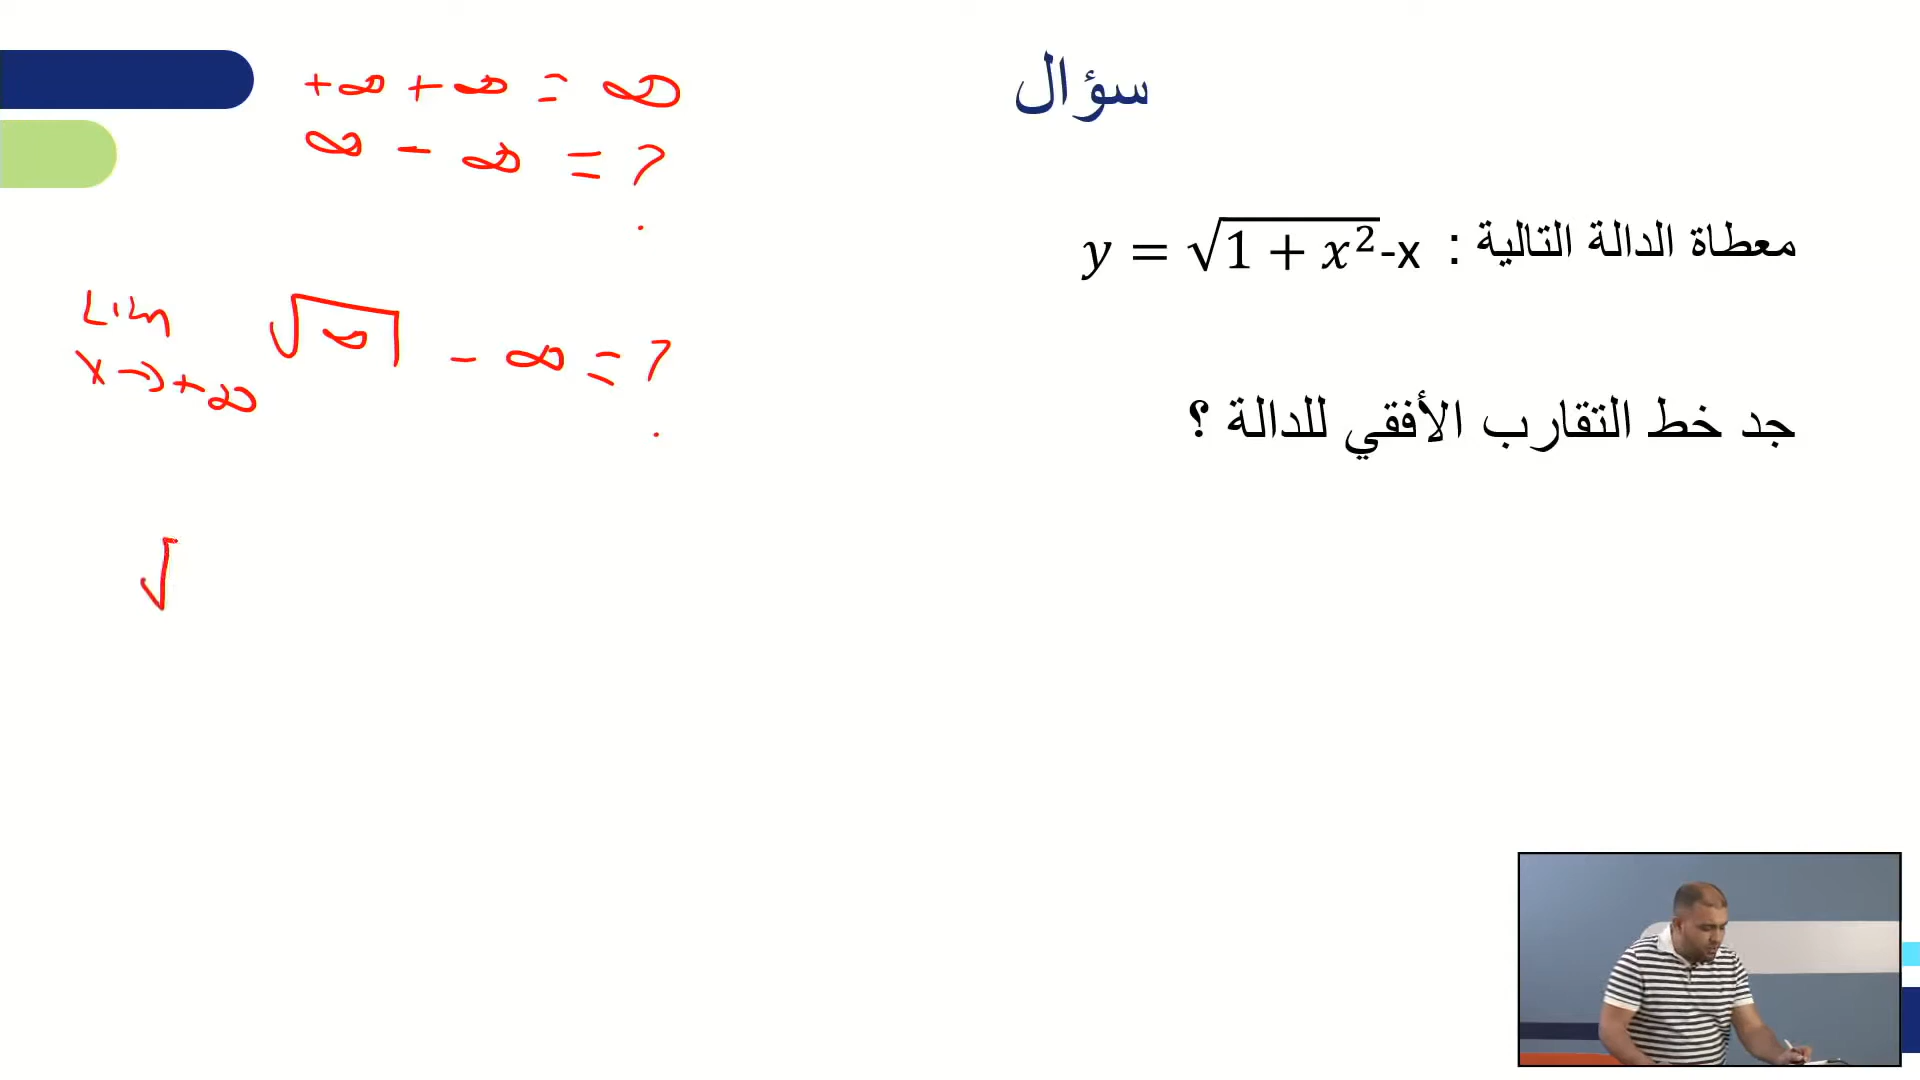 سؤال
معطاة الدالة التالية : y = √1 + x² -x
جد خط التقارب الأفقي للدالة ؟
+∞ + ∞ = ∞
∞ - ∞ = ?
Lim x→+∞ √∞ - ∞ = ?
√